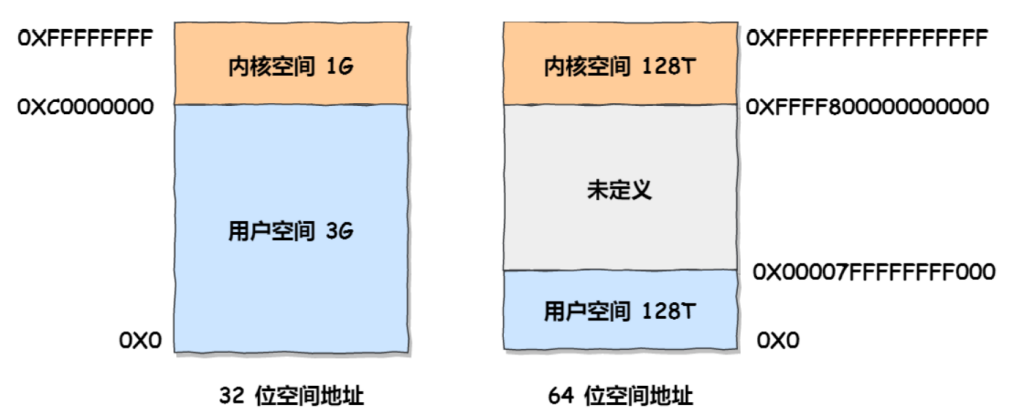 0XFFFFFFFF
内核空间 1G
0XC0000000
用户空间 3G
0X0
32 位空间地址
0XFFFFFFFFFFFFFFFF
内核空间 128T
0XFFFF800000000000
未定义
0X00007FFFFFFFF000
用户空间 128T
0X0
64 位空间地址